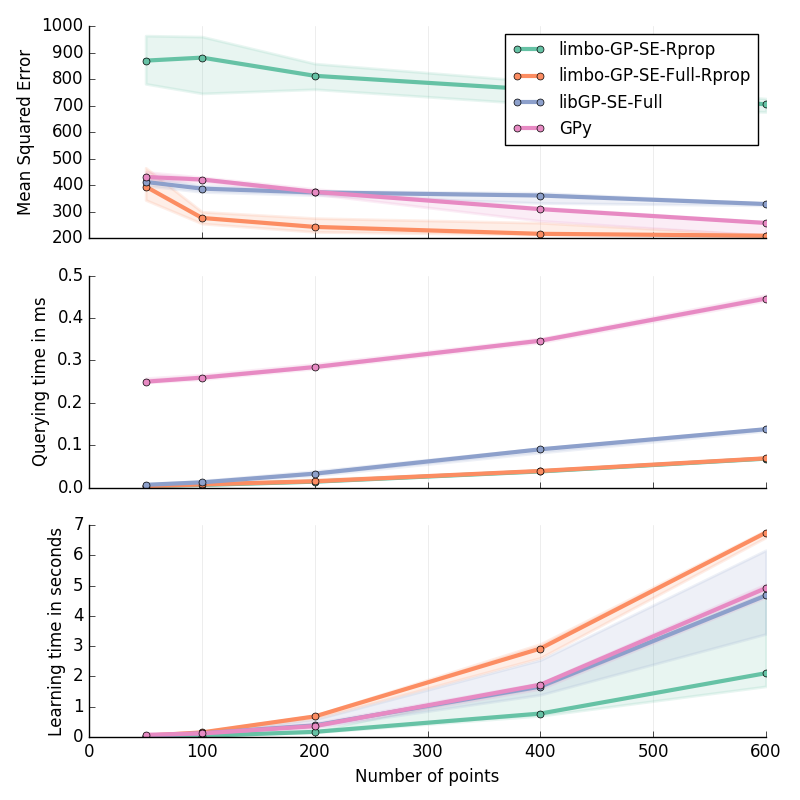 1000
900
800
700
600
500
400
300
200
Mean Squared Error
limbo-GP-SE-Rprop
limbo-GP-SE-Full-Rprop
libGP-SE-Full
GPy
0.5
0.4
0.3
0.2
0.1
0.0
Querying time in ms
7
6
5
4
3
2
1
0
Learning time in seconds
0 100 200 300 400 500 600
Number of points